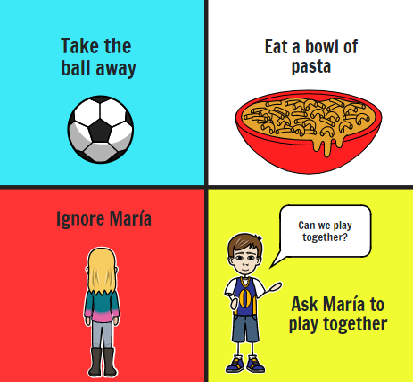 Take the
ball away
Eat a bowl of
pasta
Ignore María
Can we play
together?
Ask María to
play together